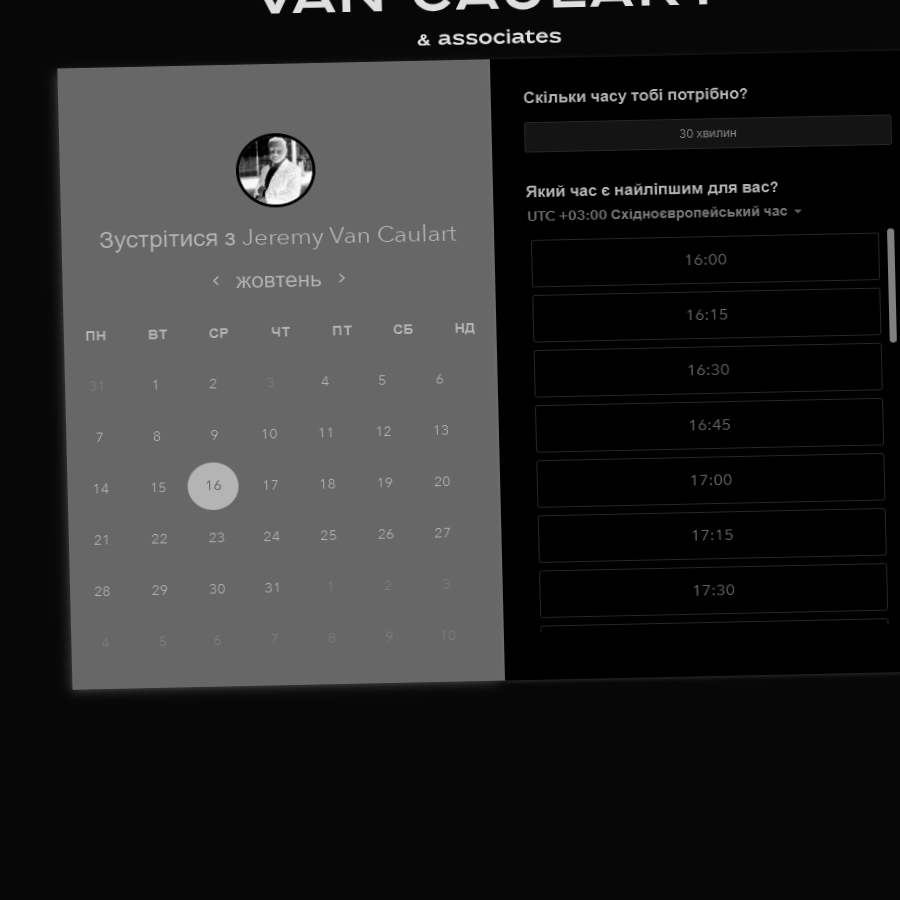 VAN CAULART
& associates
Зустрітися з Jeremy Van Caulart
жовтень
ПН ВТ СР ЧТ ПТ СБ НД
31 1 2 3 4 5 6
7 8 9 10 11 12 13
14 15 16 17 18 19 20
21 22 23 24 25 26 27
28 29 30 31 1 2 3
4 5 6 7 8 9 10
Скільки часу тобі потрібно?
30 хвилин
Який час є найліпшим для вас?
UTC +03:00 Східноєвропейський час
16:00
16:15
16:30
16:45
17:00
17:15
17:30